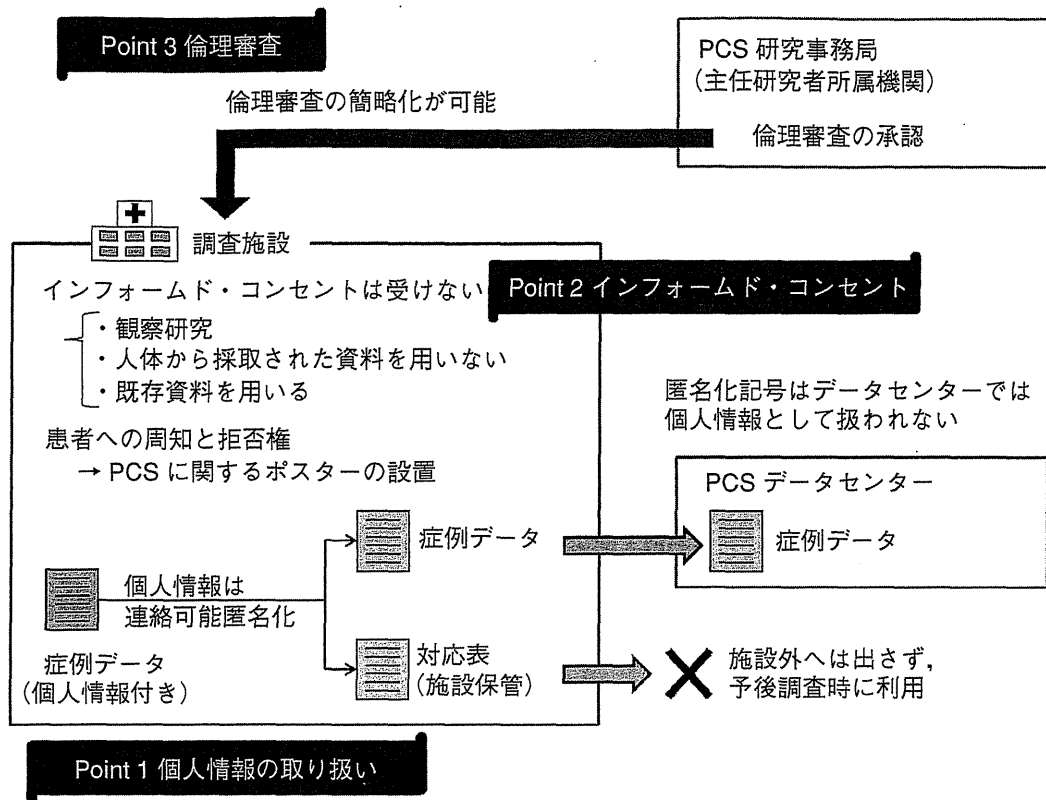 Point 3 倫理審査
PCS 研究事務局
(主任研究者所属機関)
倫理審査の承認
倫理審査の簡略化が可能
調査施設
インフォームド・コンセントは受けない
Point 2 インフォームド・コンセント
・観察研究
・人体から採取された資料を用いない
・既存資料を用いる
患者への周知と拒否権
→ PCS に関するポスターの設置
匿名化記号はデータセンターでは
個人情報として扱われない
PCS データセンター
症例データ
症例データ
個人情報は
連絡可能匿名化
症例データ
(個人情報付き)
対応表
(施設保管)
施設外へは出さず,
予後調査時に利用
Point 1 個人情報の取り扱い